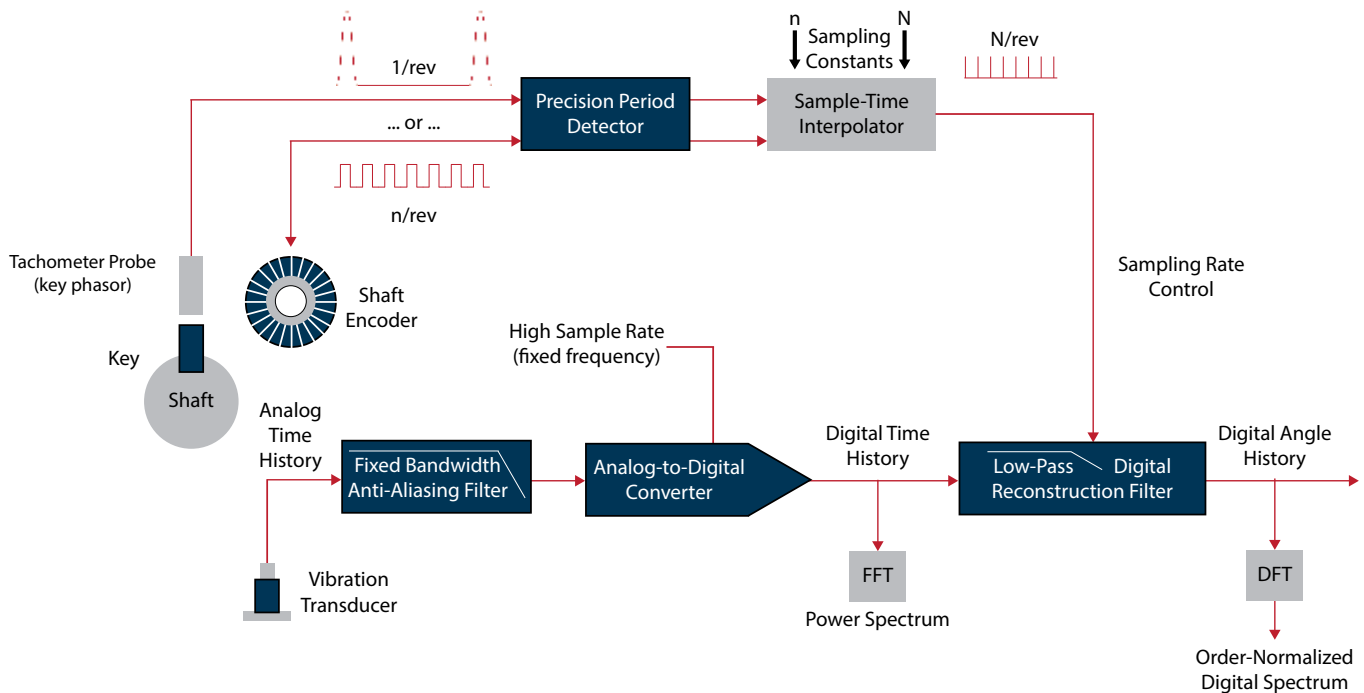 n
N
Sampling
Constants
N/rev
1/rev
Precision Period
Detector
Sample-Time
Interpolator
... or ...
n/rev
Tachometer Probe
(key phasor)
Shaft
Encoder
Sampling Rate
Control
Key
Shaft
High Sample Rate
(fixed frequency)
Analog
Time
History
Fixed Bandwidth
Anti-Aliasing Filter
Analog-to-Digital
Converter
Digital Time
History
Low-Pass Digital
Reconstruction Filter
Digital Angle
History
Vibration
Transducer
FFT
Power Spectrum
DFT
Order-Normalized
Digital Spectrum